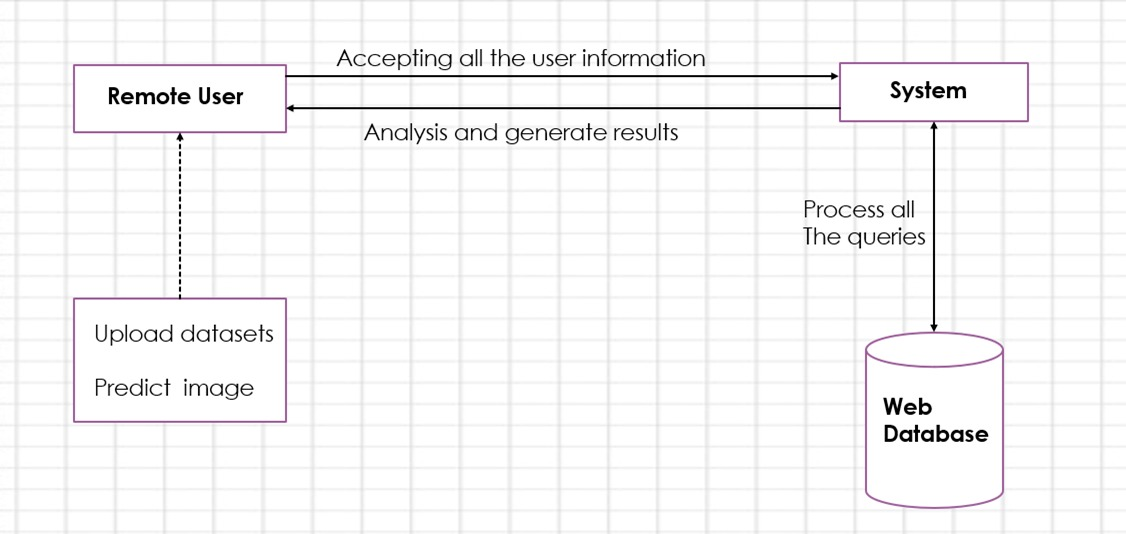 Accepting all the user information
Remote User
System
Analysis and generate results
Process all
The queries
Upload datasets
Predict image
Web
Database